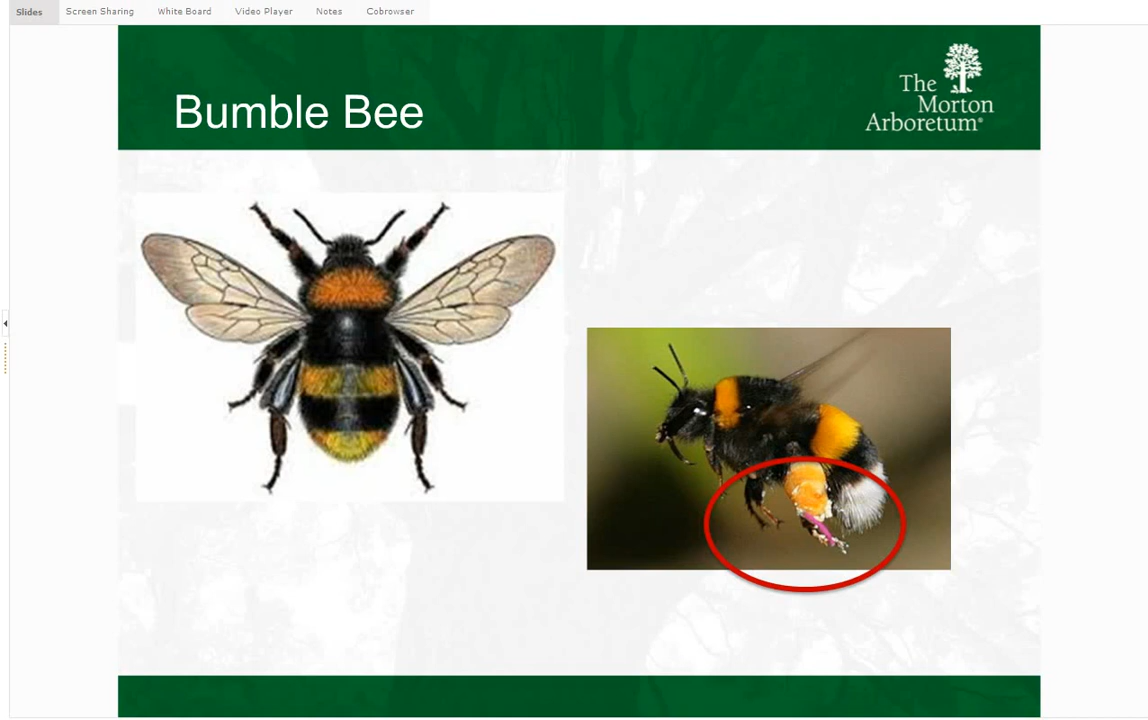 Slides Screen Sharing White Board Video Player Notes Cobrowser
Bumble Bee
The
Morton
Arboretum®